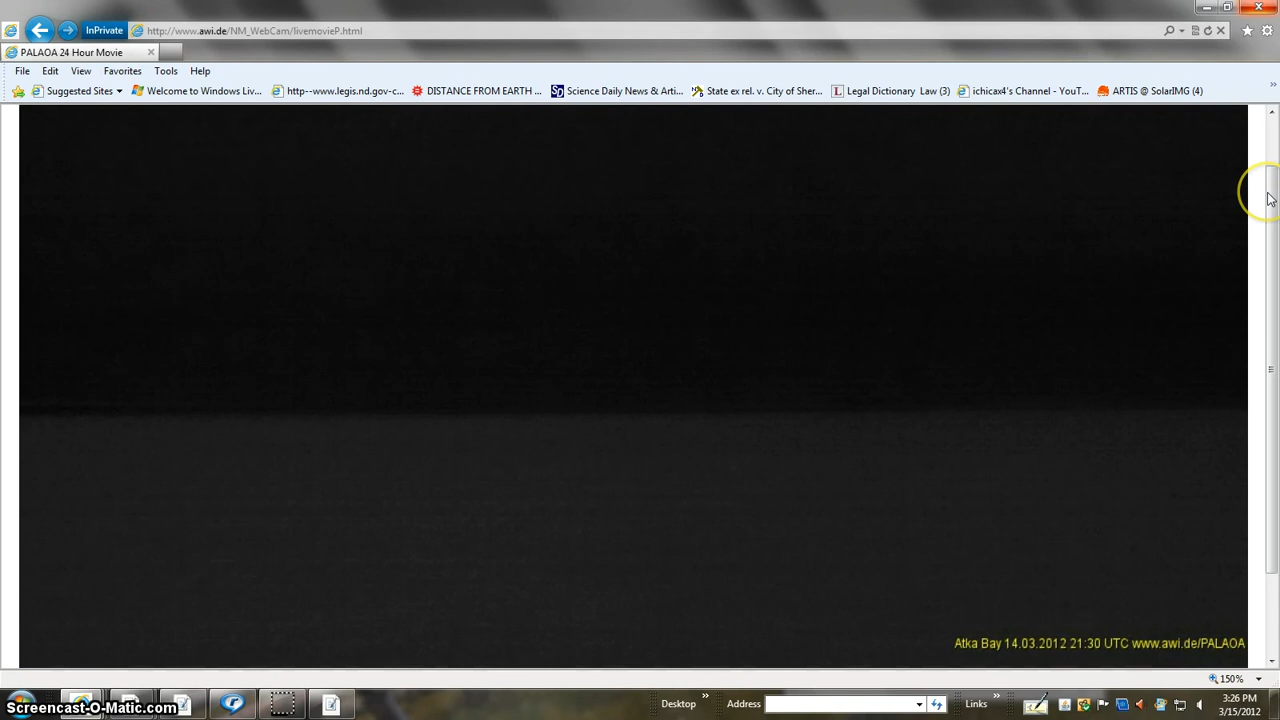 InPrivate
http://www.awi.de/NM_WebCam/livemovieP.html
PALAOA 24 Hour Movie
File Edit View Favorites Tools Help
Suggested Sites Welcome to Windows Liv... http--www.legis.nd.gov-c... DISTANCE FROM EARTH ... Science Daily News & Arti... State ex rel. v. City of Sher... Legal Dictionary Law (3) ichicax4's Channel - YouT... ARTIS @ SolarIMG (4)
Atka Bay 14.03.2012 21:30 UTC www.awi.de/PALAOA
150%
Desktop Address Links 3:26 PM
3/15/2012
Screencast-O-Matic.com